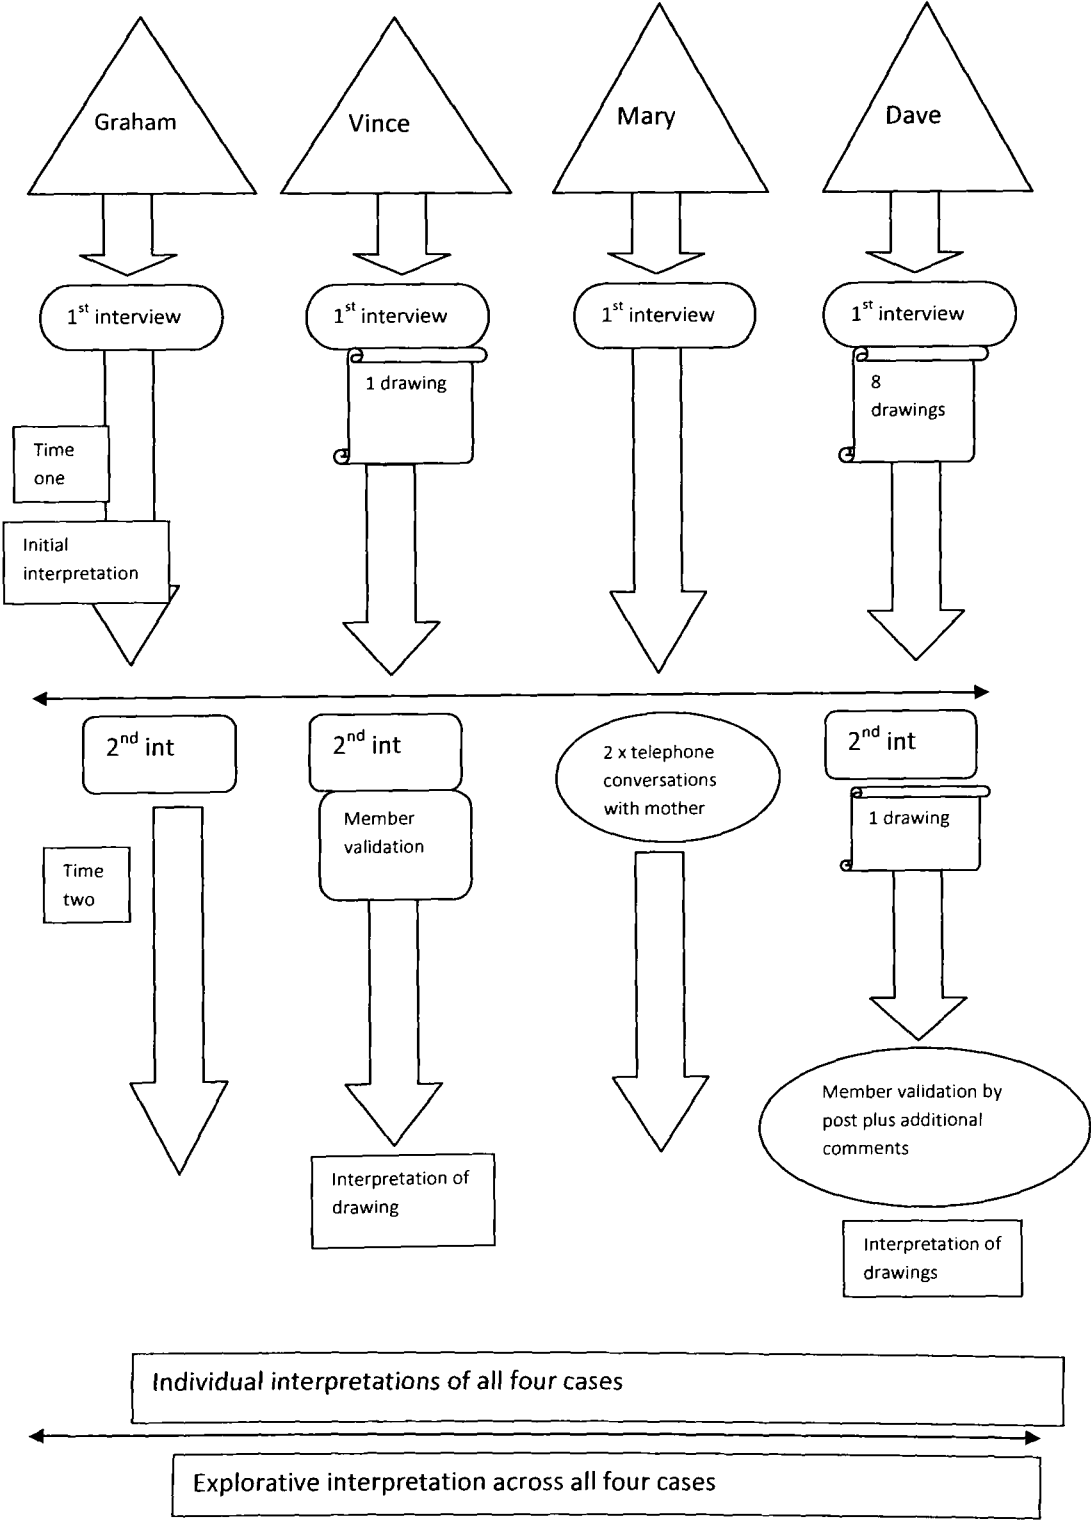 Graham
Vince
Mary
Dave
1st interview
1st interview
1st interview
1st interview
1 drawing
8
drawings
Time
one
Initial
interpretation
2nd int
2nd int
2 x telephone
conversations
with mother
2nd int
Member
validation
1 drawing
Time
two
Member validation by
post plus additional
comments
Interpretation of
drawing
Interpretation of
drawings
Individual interpretations of all four cases
Explorative interpretation across all four cases